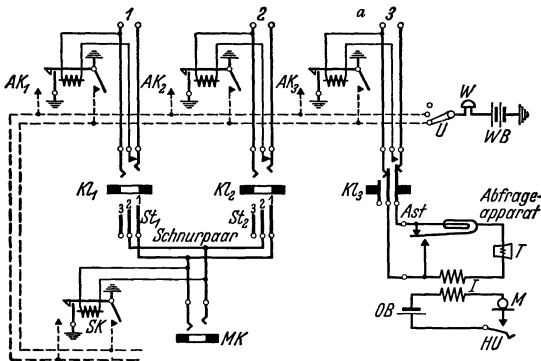 1 2 a 3
AK1 AK2 AK3
W
U WB
Kl1 Kl2 Kl3
3 2 1 St1 3 2 1 St2
Ast Abfrage-
apparat
Schnurpaar
T
I
OB M
SK
MK HU